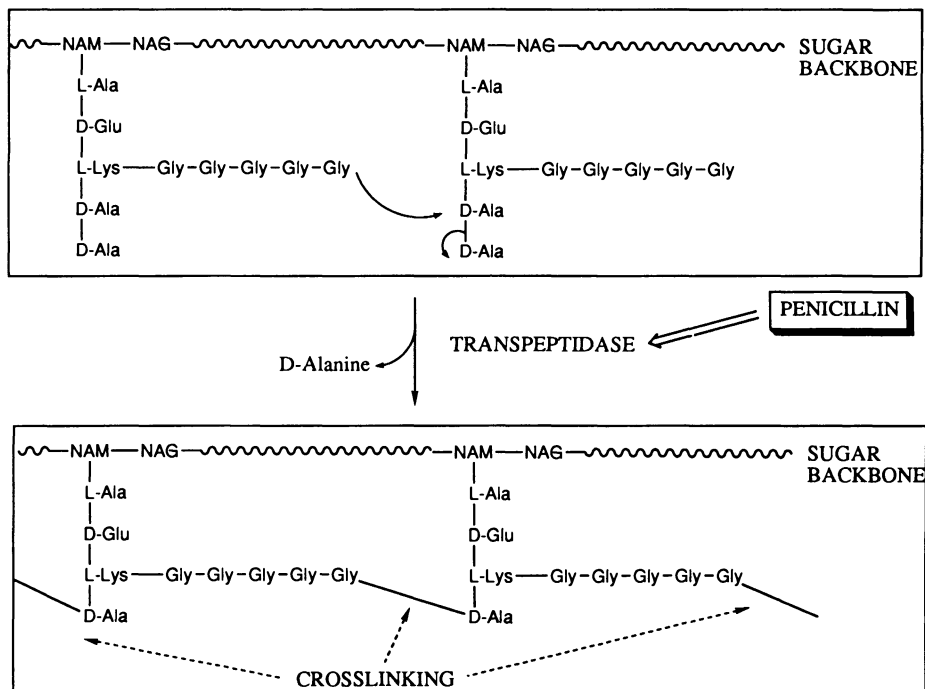 NAM—NAG NAM—NAG SUGAR
BACKBONE
L-Ala L-Ala
D-Glu D-Glu
L-Lys—Gly-Gly-Gly-Gly-Gly L-Lys—Gly-Gly-Gly-Gly-Gly
D-Ala D-Ala
D-Ala D-Ala
PENICILLIN
TRANSPEPTIDASE
D-Alanine
NAM—NAG NAM—NAG SUGAR
BACKBONE
L-Ala L-Ala
D-Glu D-Glu
L-Lys—Gly-Gly-Gly-Gly-Gly L-Lys—Gly-Gly-Gly-Gly-Gly
D-Ala D-Ala
CROSSLINKING